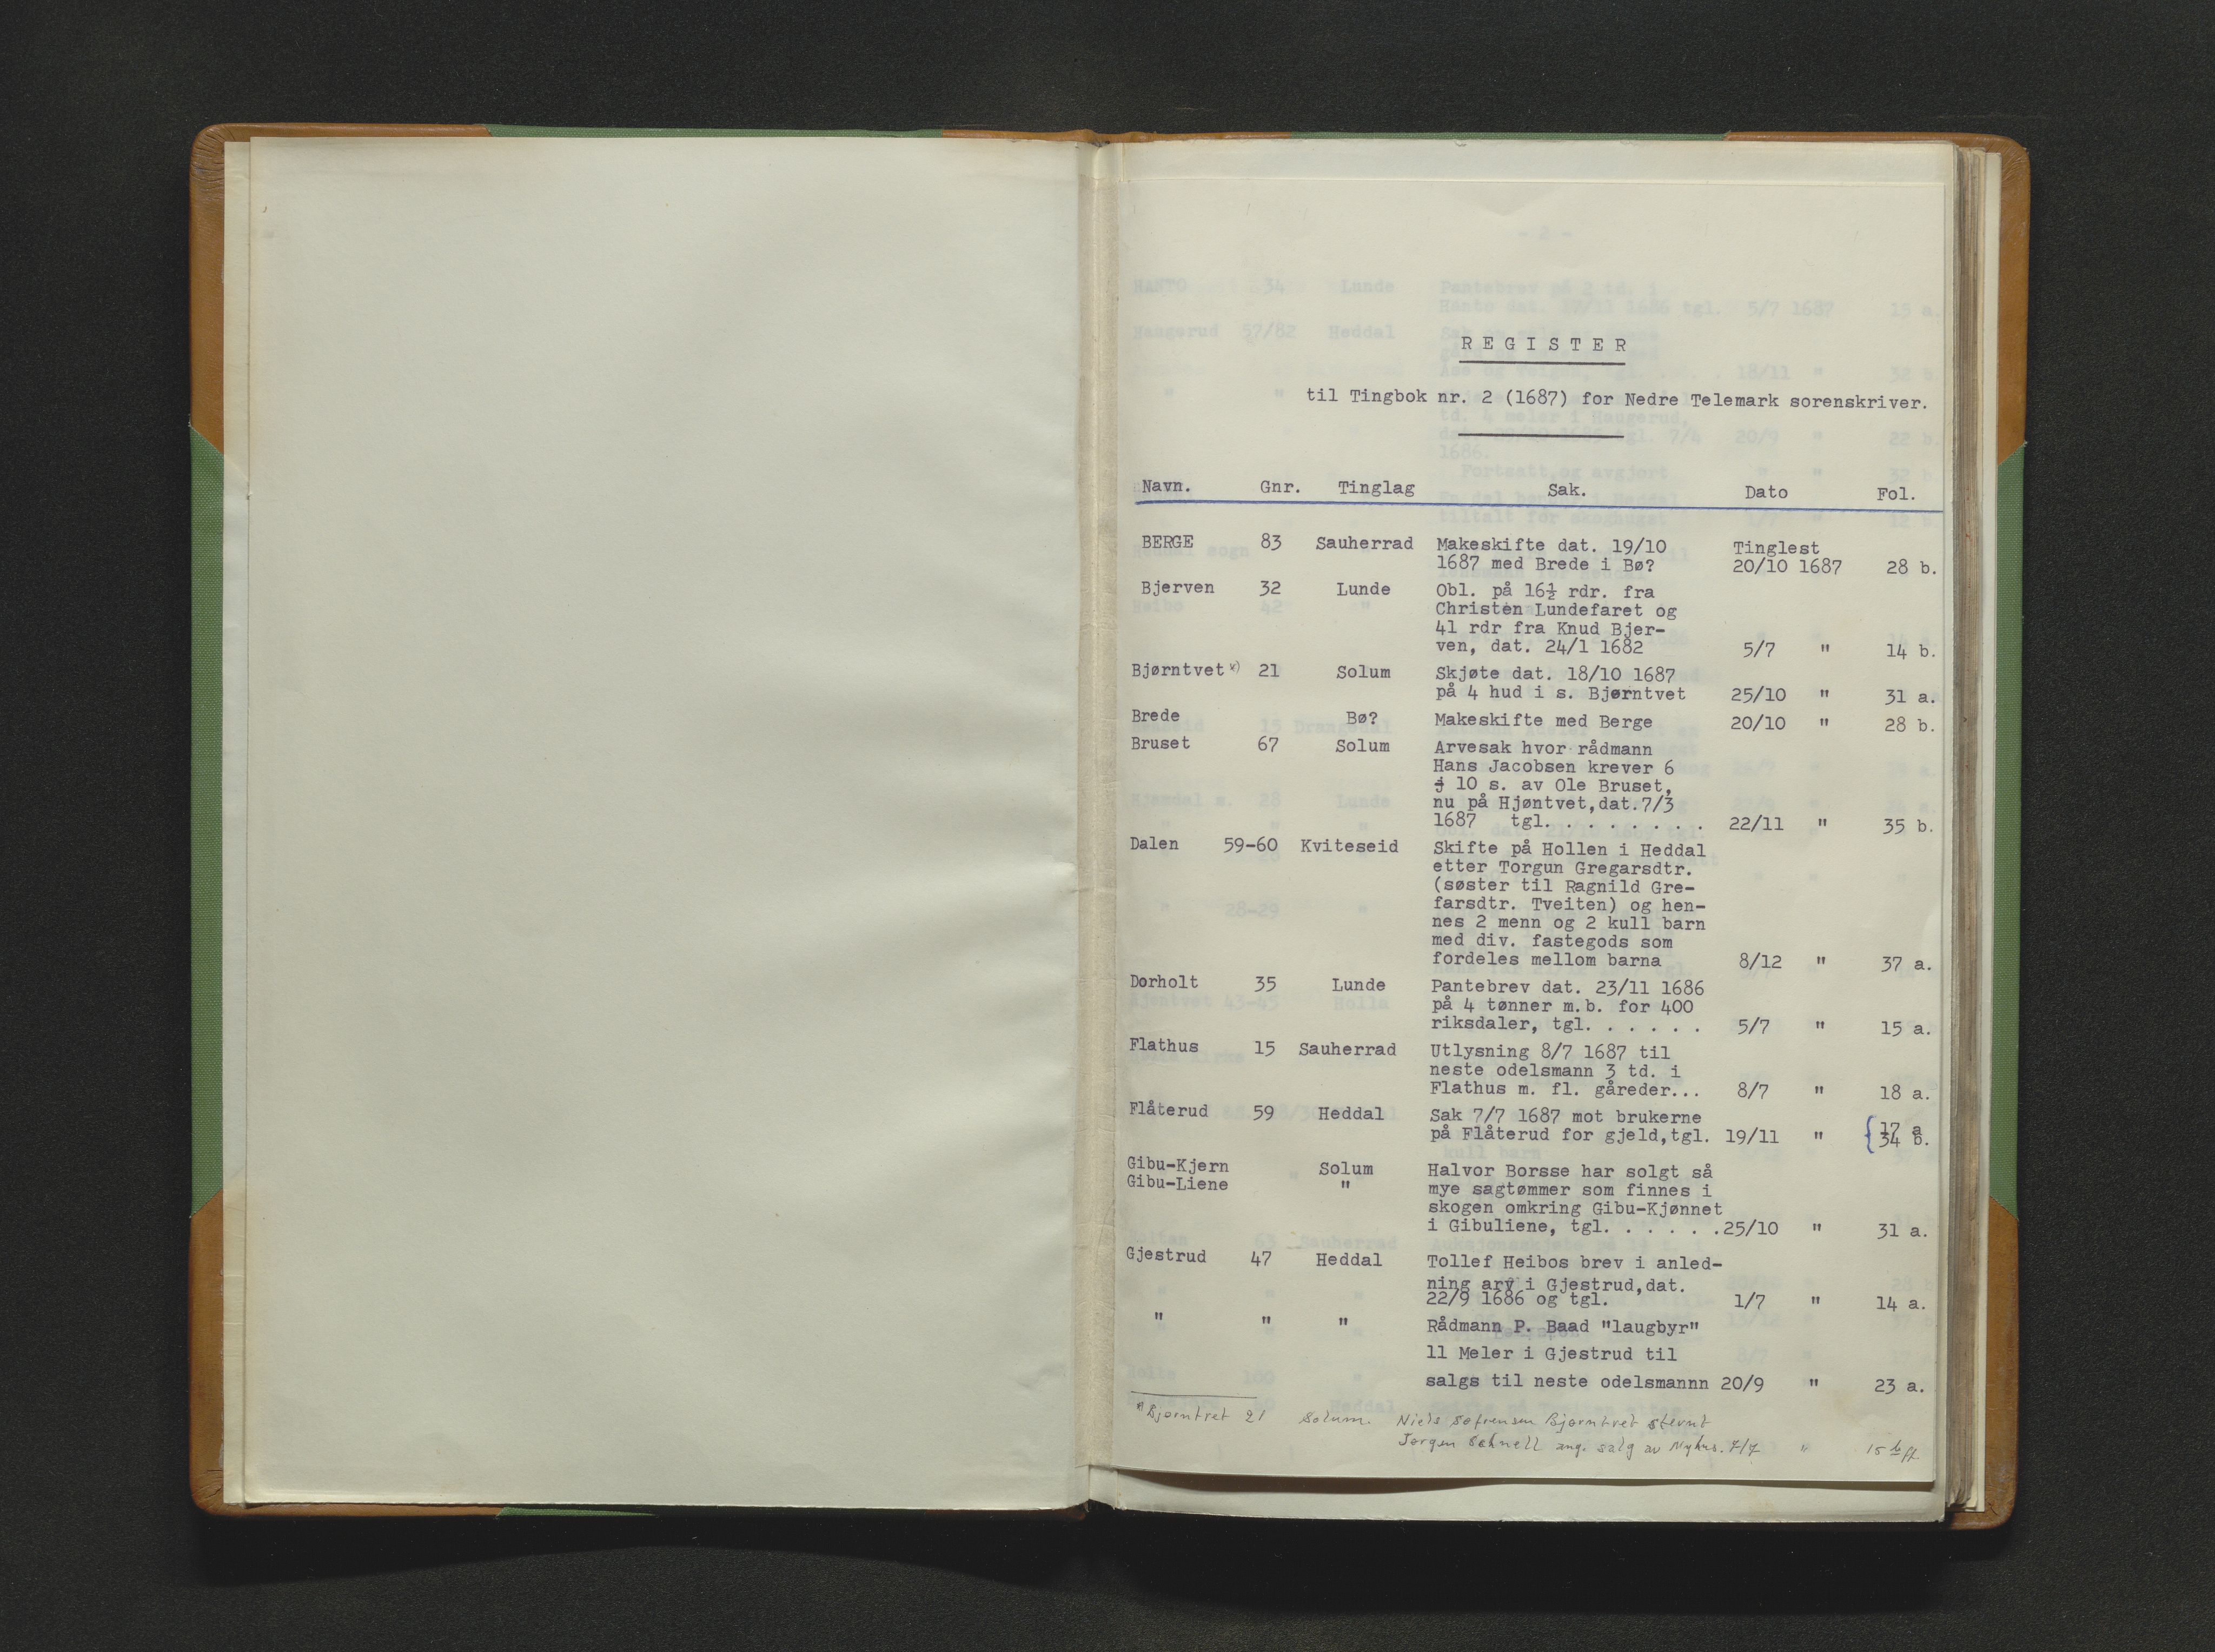 REGISTER
til Tingbok nr. 2 (1687) for Nedre Telemark sorenskriver.
Navn. Gnr. Tinglag Sak. Dato Fol.
BERGE 83 Sauherrad Makeskifte dat. 19/10 Tinglest
1687 med Brede i Bø? 20/10 1687 28 b.
Bjerven 32 Lunde Obl. på 16½ rdr. fra
Christen Lundefaret og
41 rdr fra Knud Bjer-
ven, dat. 24/1 1682 5/7 " 14 b.
Bjørntvet x) 21 Solum Skjøte dat. 18/10 1687
på 4 hud i s. Bjørntvet 25/10 " 31 a.
Brede Bø? Makeskifte med Berge 20/10 " 28 b.
Bruset 67 Solum Arvesak hvor rådmann
Hans Jacobsen krever 6
10 s. av Ole Bruset,
nu på Hjøntvet,dat.7/3
1687 tgl. . . . . . . . 22/11 " 35 b.
Dalen 59-60 Kviteseid Skifte på Hollen i Heddal
etter Torgun Gregarsdtr.
(søster til Ragnild Gre-
farsdtr. Tveiten) og hen-
nes 2 menn og 2 kull barn
med div. fastegods som
fordeles mellom barna 8/12 " 37 a.
Dorholt 35 Lunde Pantebrev dat. 23/11 1686
på 4 tønner m.b. for 400
riksdaler, tgl. . . . . . 5/7 " 15 a.
Flathus 15 Sauherrad Utlysning 8/7 1687 til
neste odelsmann 3 td. i
Flathus m. fl. gåreder... 8/7 " 18 a.
Flåterud 59 Heddal Sak 7/7 1687 mot brukerne 17 a
på Flåterud for gjeld,tgl. 19/11 " 34 b.
Gibu-Kjern Solum Halvor Borsse har solgt så
Gibu-Liene " mye sagtømmer som finnes i
skogen omkring Gibu-Kjønnet
i Gibuliene, tgl. . . . . . .25/10 " 31 a.
Gjestrud 47 Heddal Tollef Heibos brev i anled-
ning arv i Gjestrud,dat.
22/9 1686 og tgl. 1/7 " 14 a.
" " " Rådmann P. Baad "laugbyr"
11 Meler i Gjestrud til
salgs til neste odelsmannn 20/9 " 23 a.
x) Bjørntvet 21 Solum. Niels Søfrensen Bjørntvet stevnt
Jørgen Schnell ang. salg av Nyhus. 7/7 " 15 b ff.